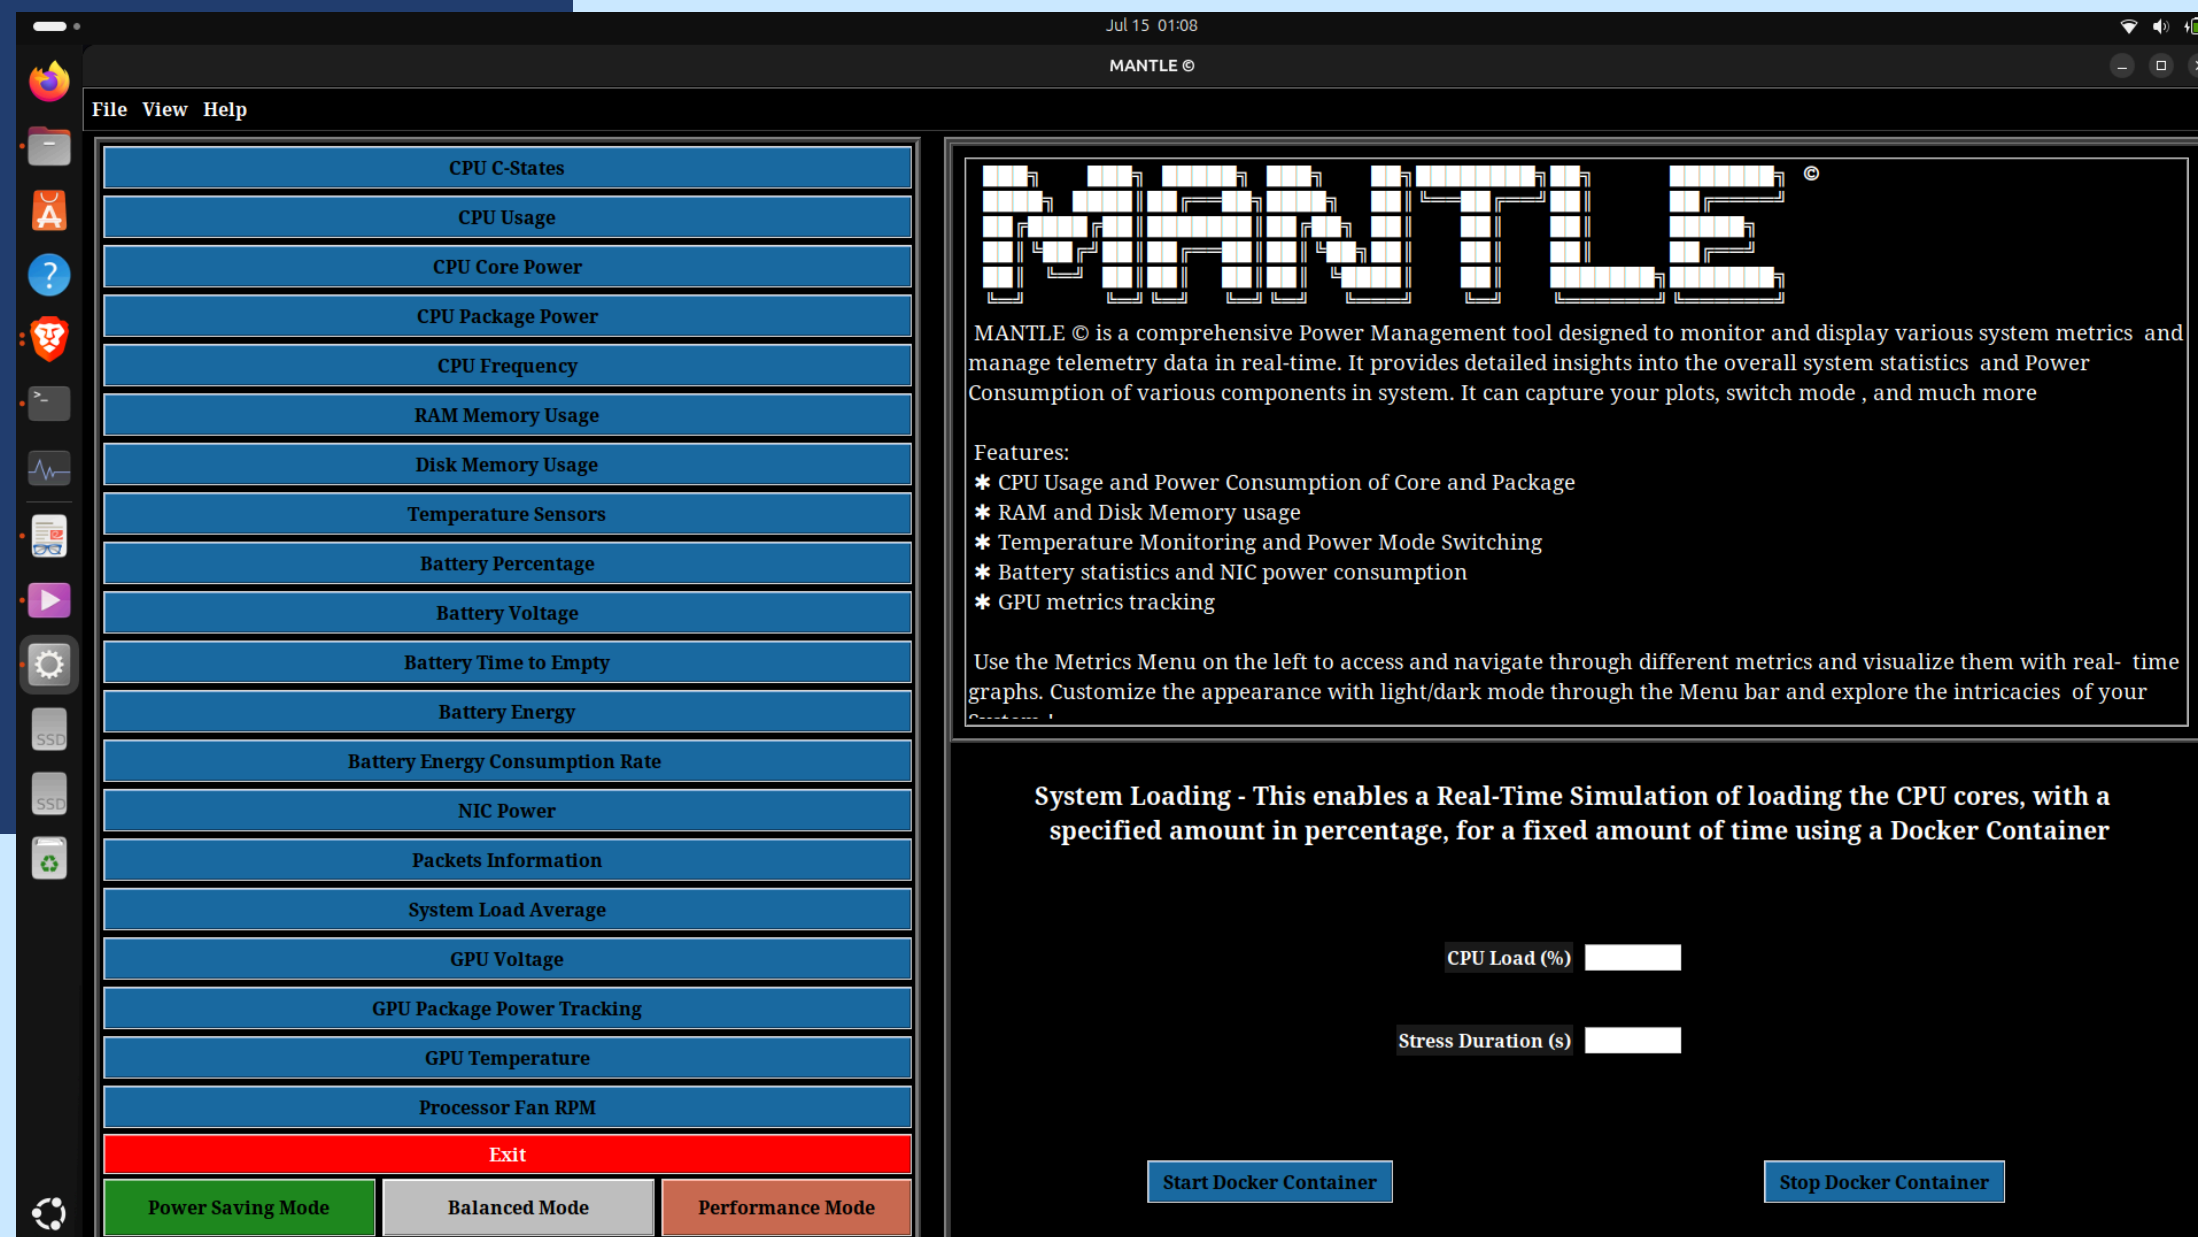 Jul 15 01:08
MANTLE ©
File View Help
CPU C-States
CPU Usage
CPU Core Power
CPU Package Power
CPU Frequency
RAM Memory Usage
Disk Memory Usage
Temperature Sensors
Battery Percentage
Battery Voltage
Battery Time to Empty
Battery Energy
Battery Energy Consumption Rate
NIC Power
Packets Information
System Load Average
GPU Voltage
GPU Package Power Tracking
GPU Temperature
Processor Fan RPM
Exit
Power Saving Mode Balanced Mode Performance Mode
SSD
SSD
MANTLE ©
MANTLE © is a comprehensive Power Management tool designed to monitor and display various system metrics and
manage telemetry data in real-time. It provides detailed insights into the overall system statistics and Power
Consumption of various components in system. It can capture your plots, switch mode , and much more
Features:
✱ CPU Usage and Power Consumption of Core and Package
✱ RAM and Disk Memory usage
✱ Temperature Monitoring and Power Mode Switching
✱ Battery statistics and NIC power consumption
✱ GPU metrics tracking
Use the Metrics Menu on the left to access and navigate through different metrics and visualize them with real- time
graphs. Customize the appearance with light/dark mode through the Menu bar and explore the intricacies of your
System Loading - This enables a Real-Time Simulation of loading the CPU cores, with a
specified amount in percentage, for a fixed amount of time using a Docker Container
CPU Load (%)
Stress Duration (s)
Start Docker Container Stop Docker Container